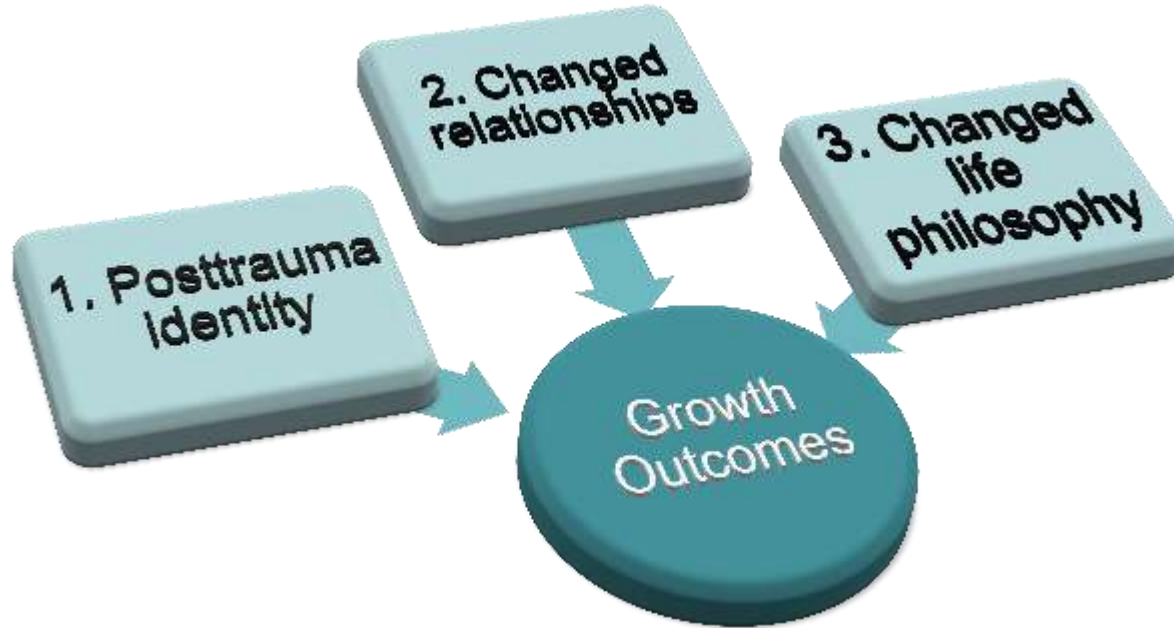 1. Posttrauma
identity
2. Changed
relationships
3. Changed
life
philosophy
Growth
Outcomes